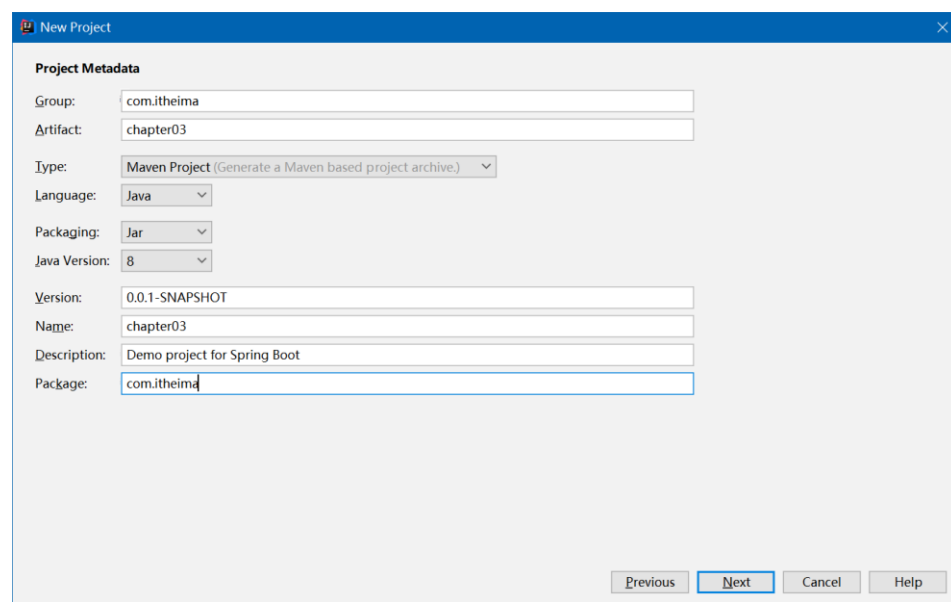 New Project
Project Metadata
Group: com.itheima
Artifact: chapter03
Type: Maven Project (Generate a Maven based project archive.)
Language: Java
Packaging: Jar
Java Version: 8
Version: 0.0.1-SNAPSHOT
Name: chapter03
Description: Demo project for Spring Boot
Package: com.itheima
Previous Next Cancel Help